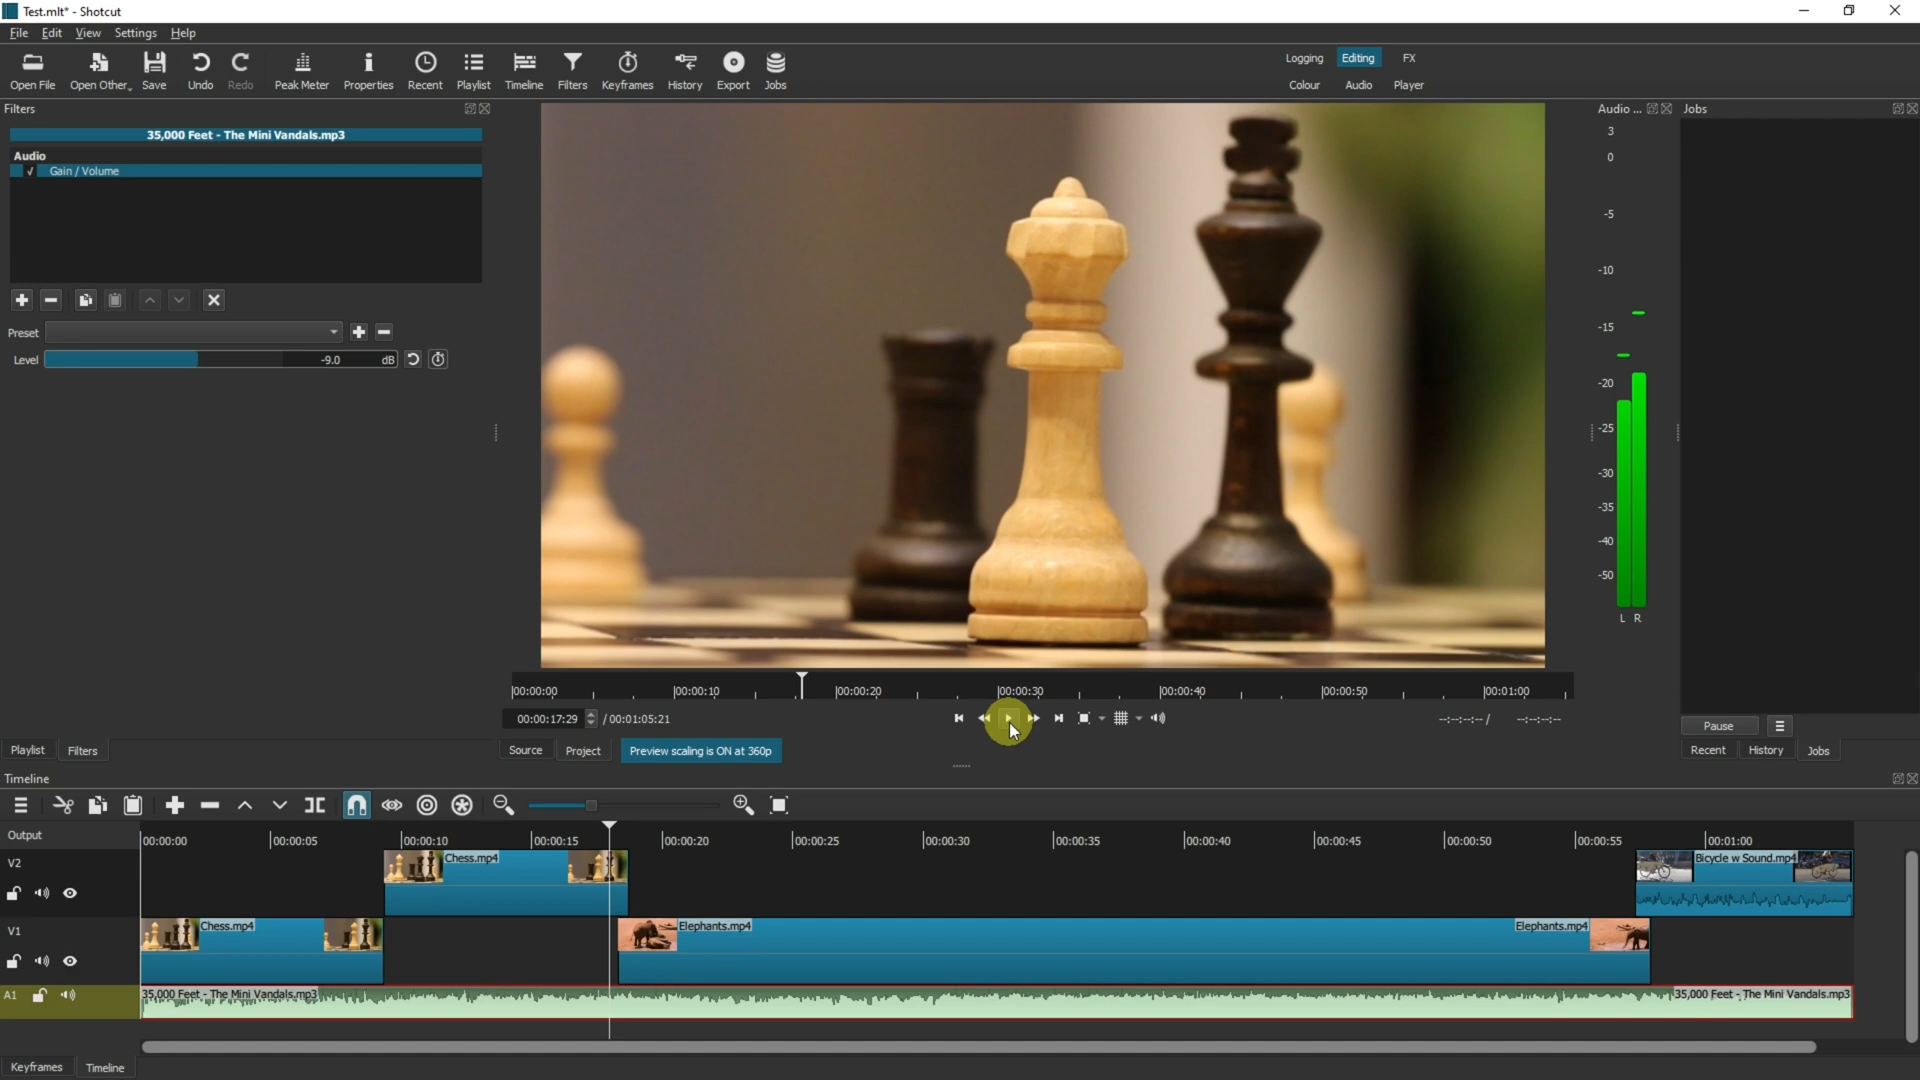 Test.mlt* - Shotcut
File Edit View Settings Help
Open File Open Other... Save Undo Redo Peak Meter Properties Recent Playlist Timeline Filters Keyframes History Export Jobs
Logging Editing FX
Colour Audio Player
Filters
35,000 Feet - The Mini Vandals.mp3
Audio
Gain / Volume
Preset
Level -9.0 dB
Audio ...
3
0
-5
-10
-15
-20
-25
-30
-35
-40
-50
L R
Jobs
00:00:00 00:00:10 00:00:20 00:00:30 00:00:40 00:00:50 00:01:00
00:00:17:29 / 00:01:05:21
--:--:--:-- / --:--:--:--
Pause
Playlist Filters
Source Project Preview scaling is ON at 360p
Recent History Jobs
Timeline
Output
00:00:00 00:00:05 00:00:10 00:00:15 00:00:20 00:00:25 00:00:30 00:00:35 00:00:40 00:00:45 00:00:50 00:00:55 00:01:00
V2
Chess.mp4
Bicycle w Sound.mp4
V1
Chess.mp4
Elephants.mp4
Elephants.mp4
A1
35,000 Feet - The Mini Vandals.mp3
35,000 Feet - The Mini Vandals.mp3
Keyframes Timeline